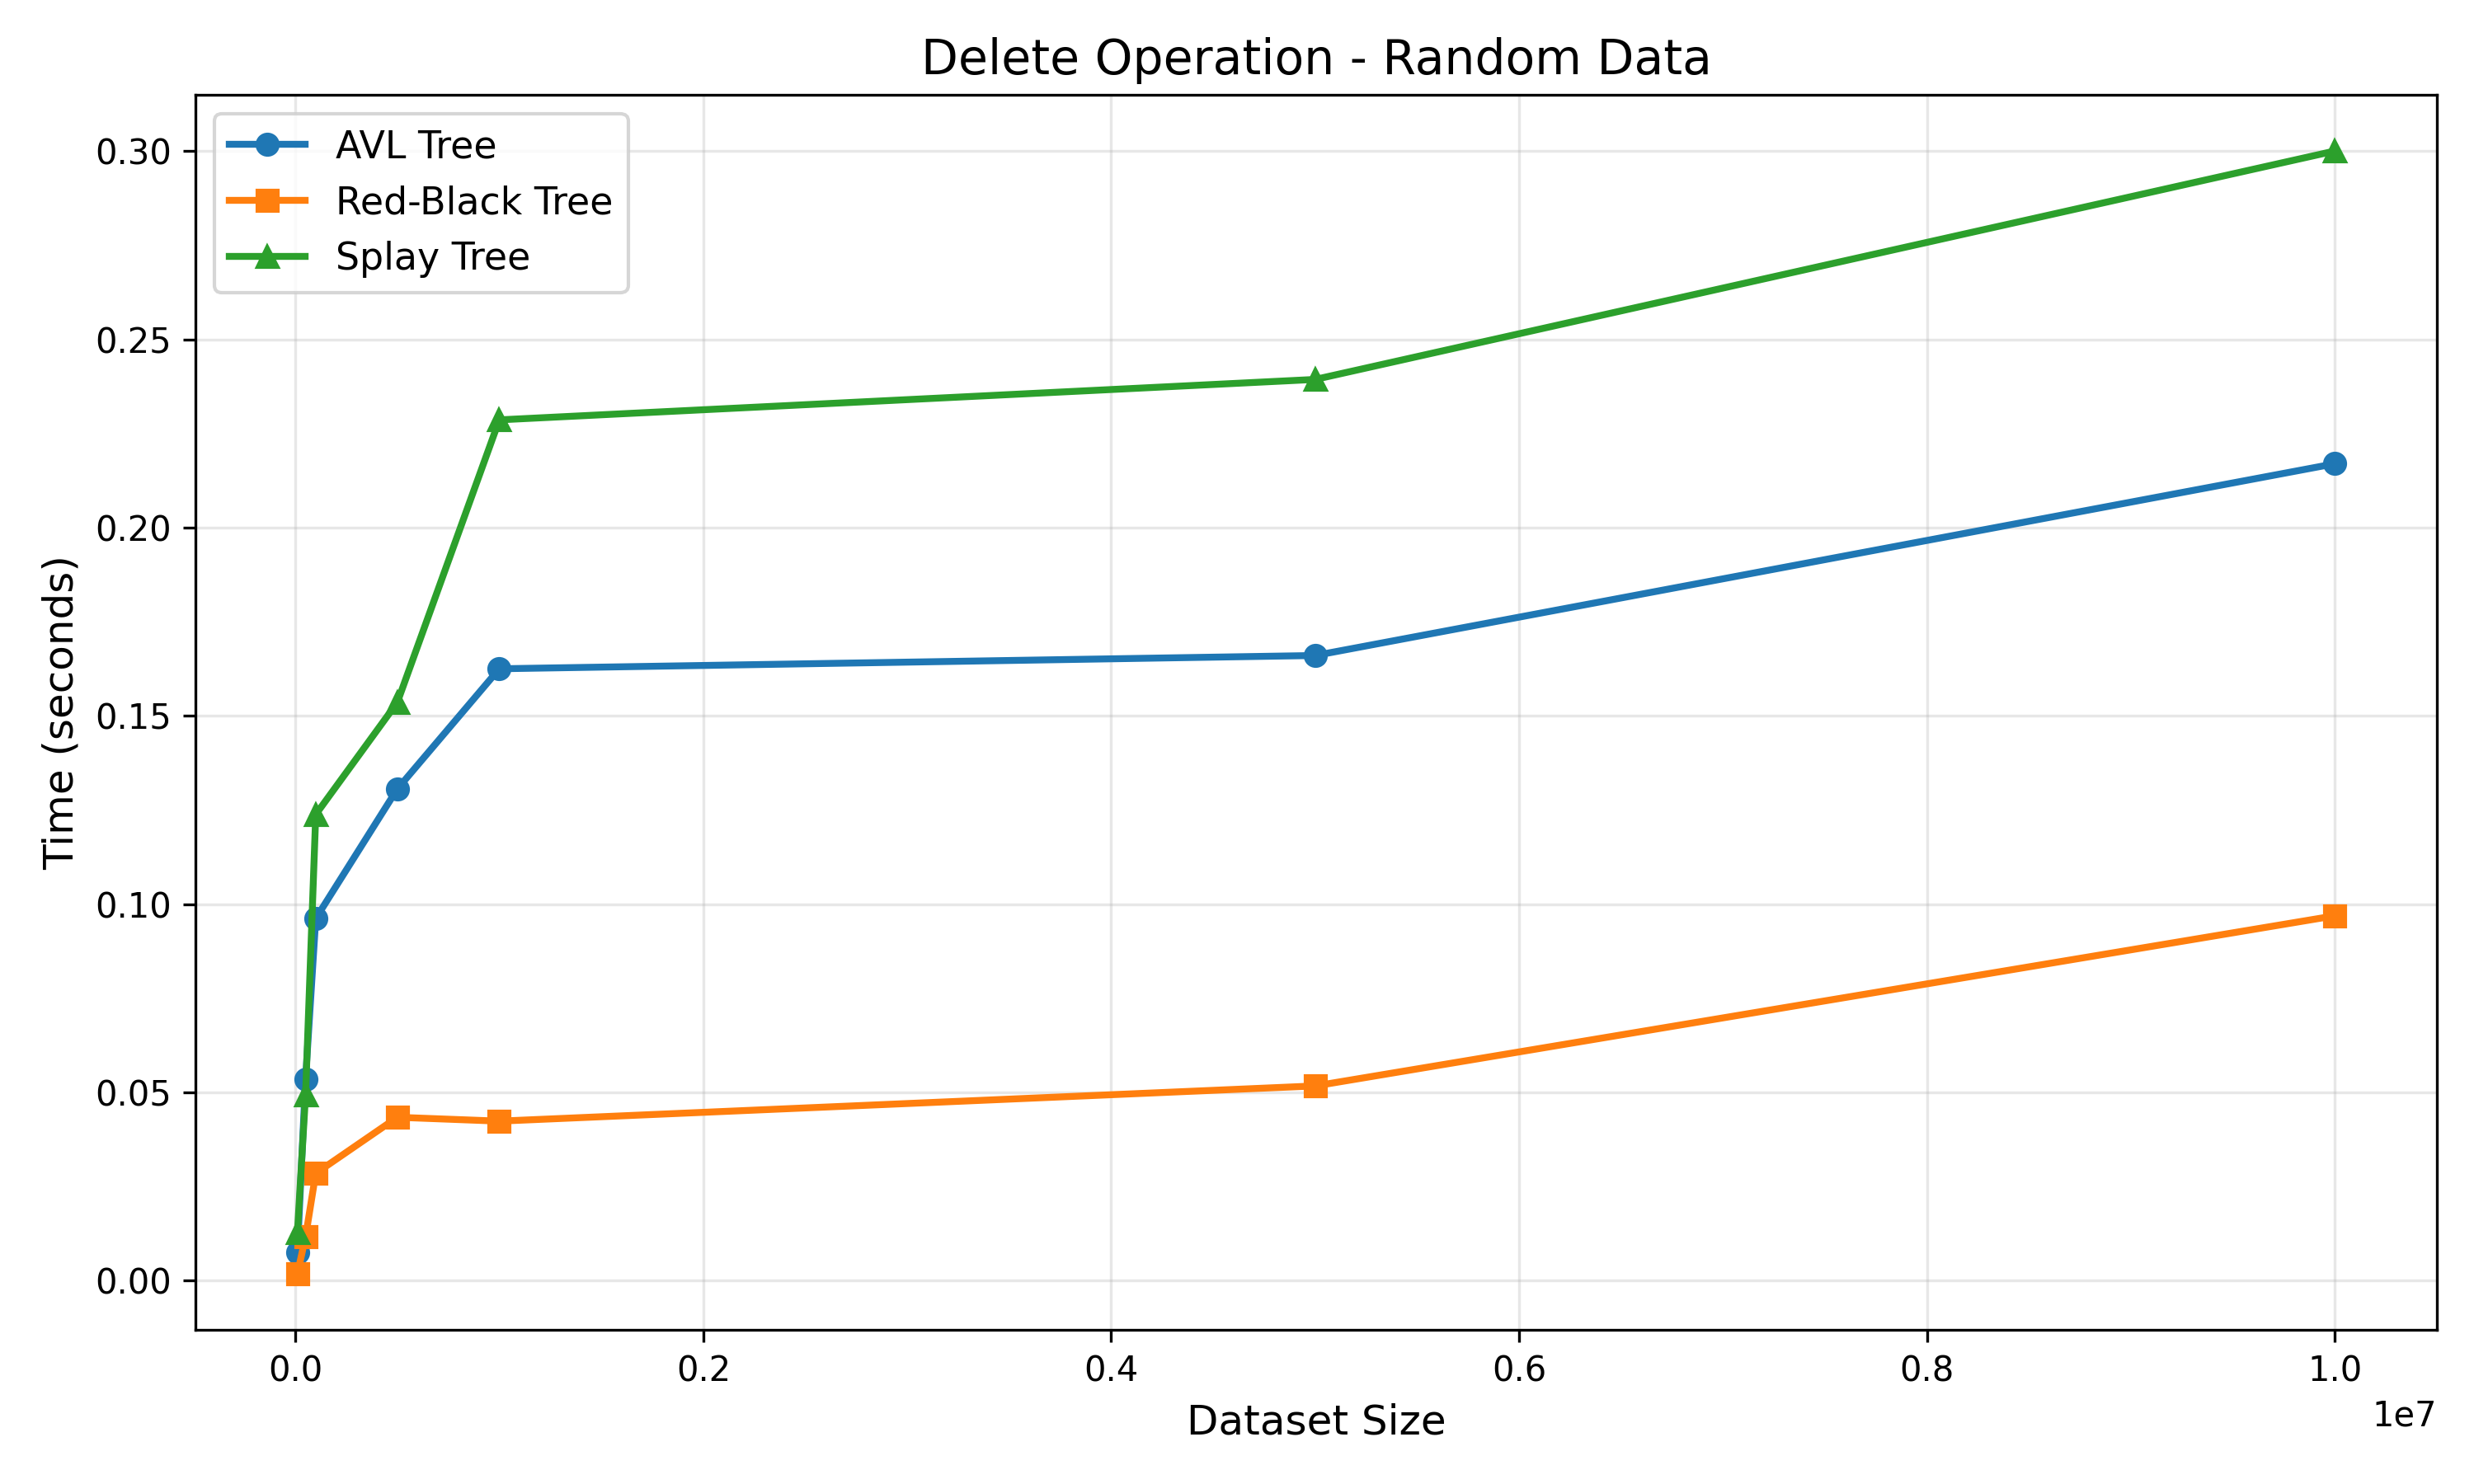 Delete Operation - Random Data
AVL Tree
Red-Black Tree
Splay Tree
0.30
0.25
0.20
0.15
0.10
0.05
0.00
Time (seconds)
0.0 0.2 0.4 0.6 0.8 1.0
1e7
Dataset Size